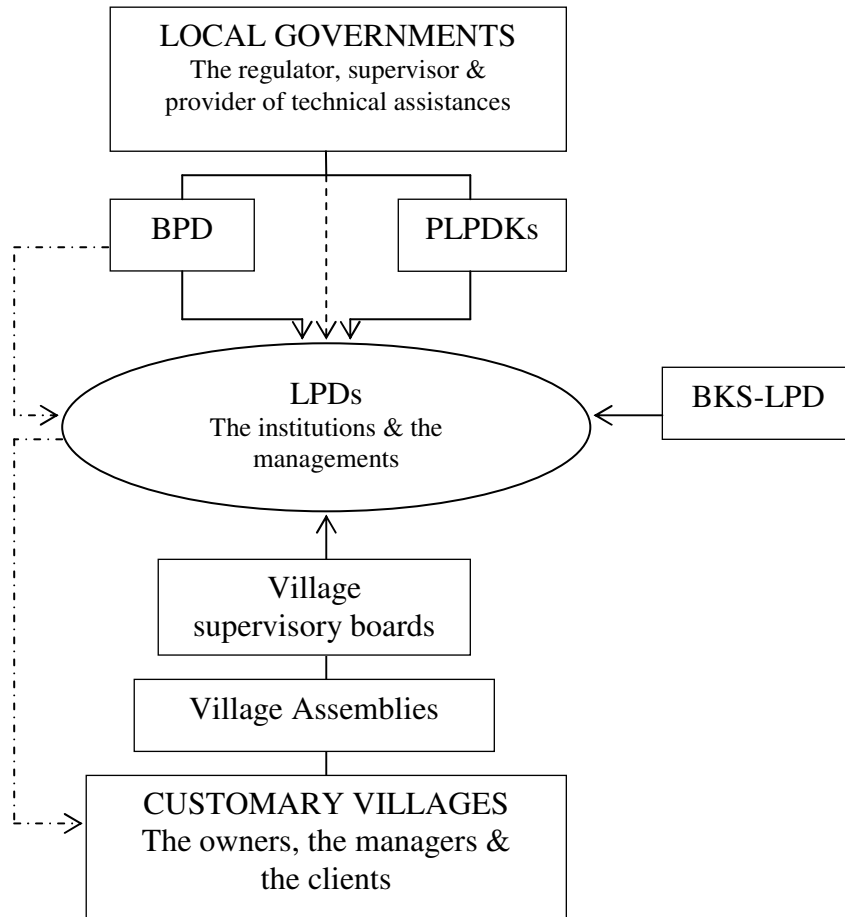 LOCAL GOVERNMENTS
The regulator, supervisor &
provider of technical assistances
BPD
PLPDKs
LPDs
The institutions & the
managements
BKS-LPD
Village
supervisory boards
Village Assemblies
CUSTOMARY VILLAGES
The owners, the managers &
the clients